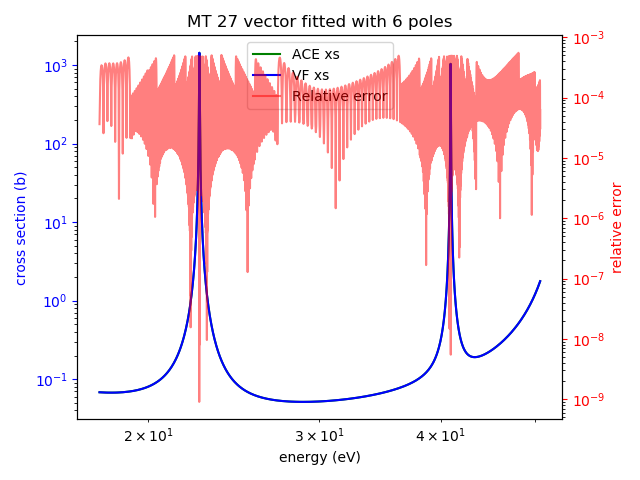 MT 27 vector fitted with 6 poles
ACE xs
VF xs
Relative error
cross section (b)
10³
10²
10¹
10⁰
10⁻¹
relative error
10⁻³
10⁻⁴
10⁻⁵
10⁻⁶
10⁻⁷
10⁻⁸
10⁻⁹
2 × 10¹ 3 × 10¹ 4 × 10¹
energy (eV)